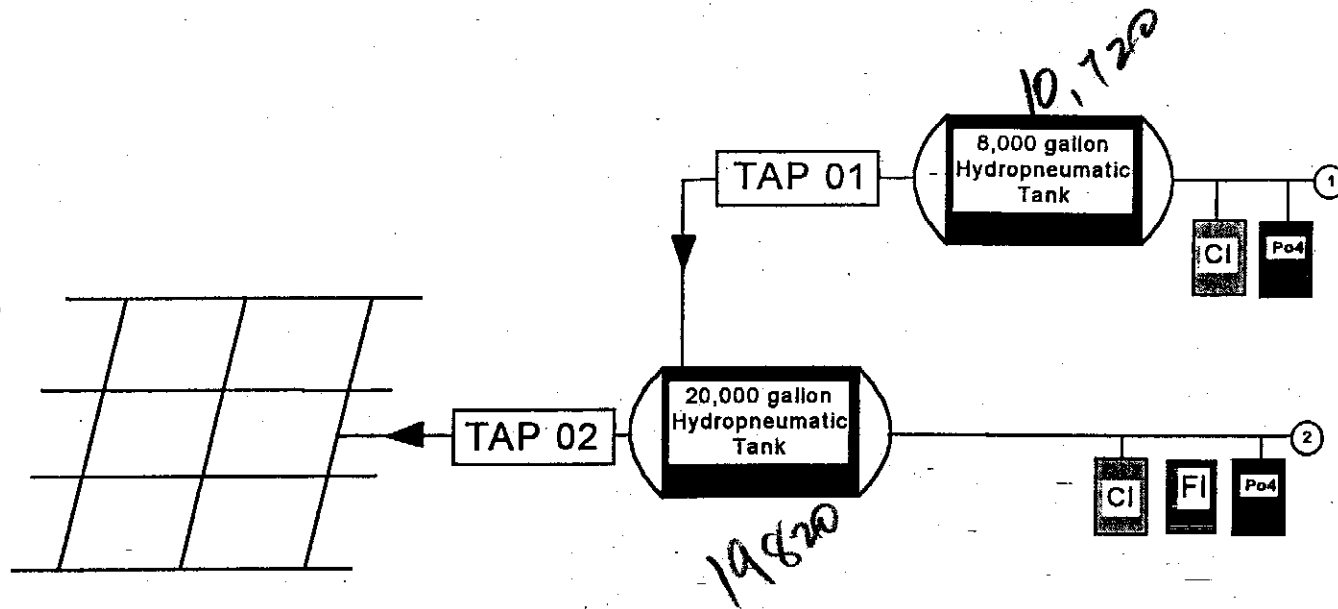 10,720
8,000 gallon
Hydropneumatic
Tank
TAP 01
1
Cl
Po4
20,000 gallon
Hydropneumatic
Tank
TAP 02
2
Cl
Fl
Po4
19820